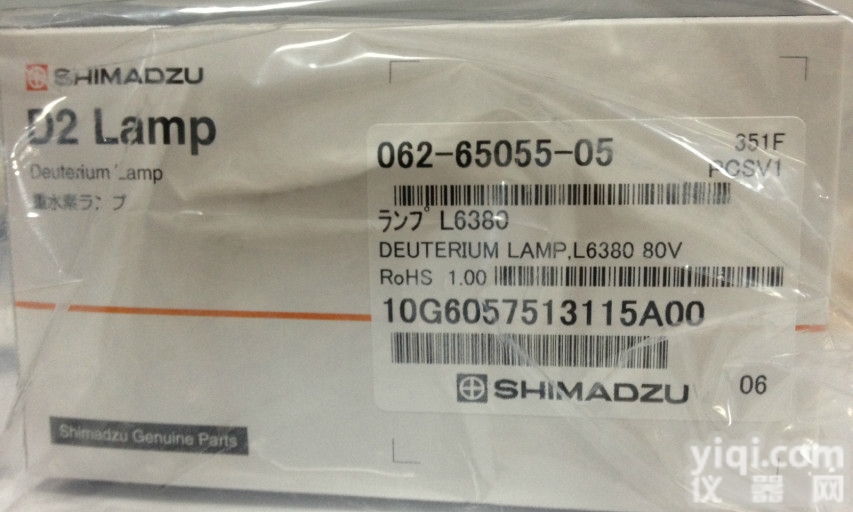 SHIMADZU
D2 Lamp
Deuterium Lamp
重水素ランプ
062-65055-05
351F
PCSV1
ランプ L6380
DEUTERIUM LAMP,L6380 80V
RoHS 1.00
10G6057513115A00
SHIMADZU
06
Shimadzu Genuine Parts
yiqi.com
仪器网